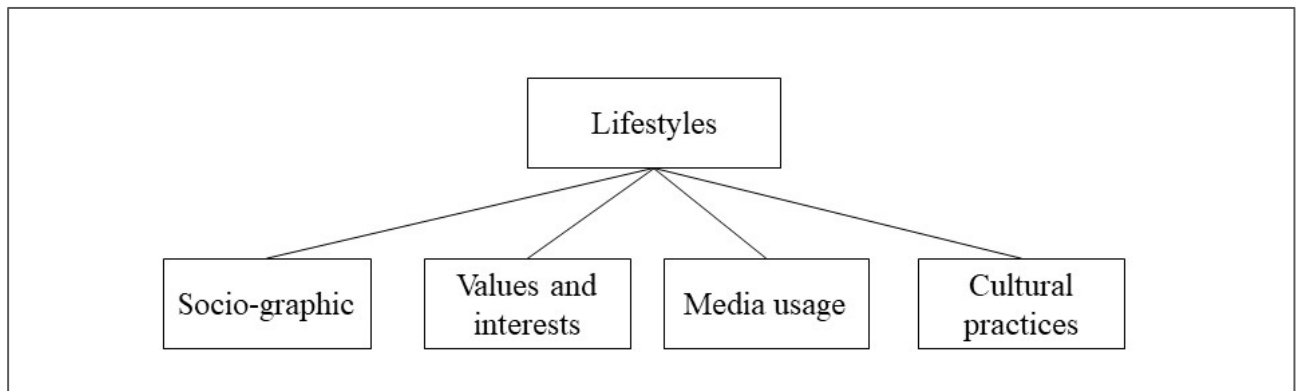 Lifestyles
Socio-graphic
Values and
interests
Media usage
Cultural
practices